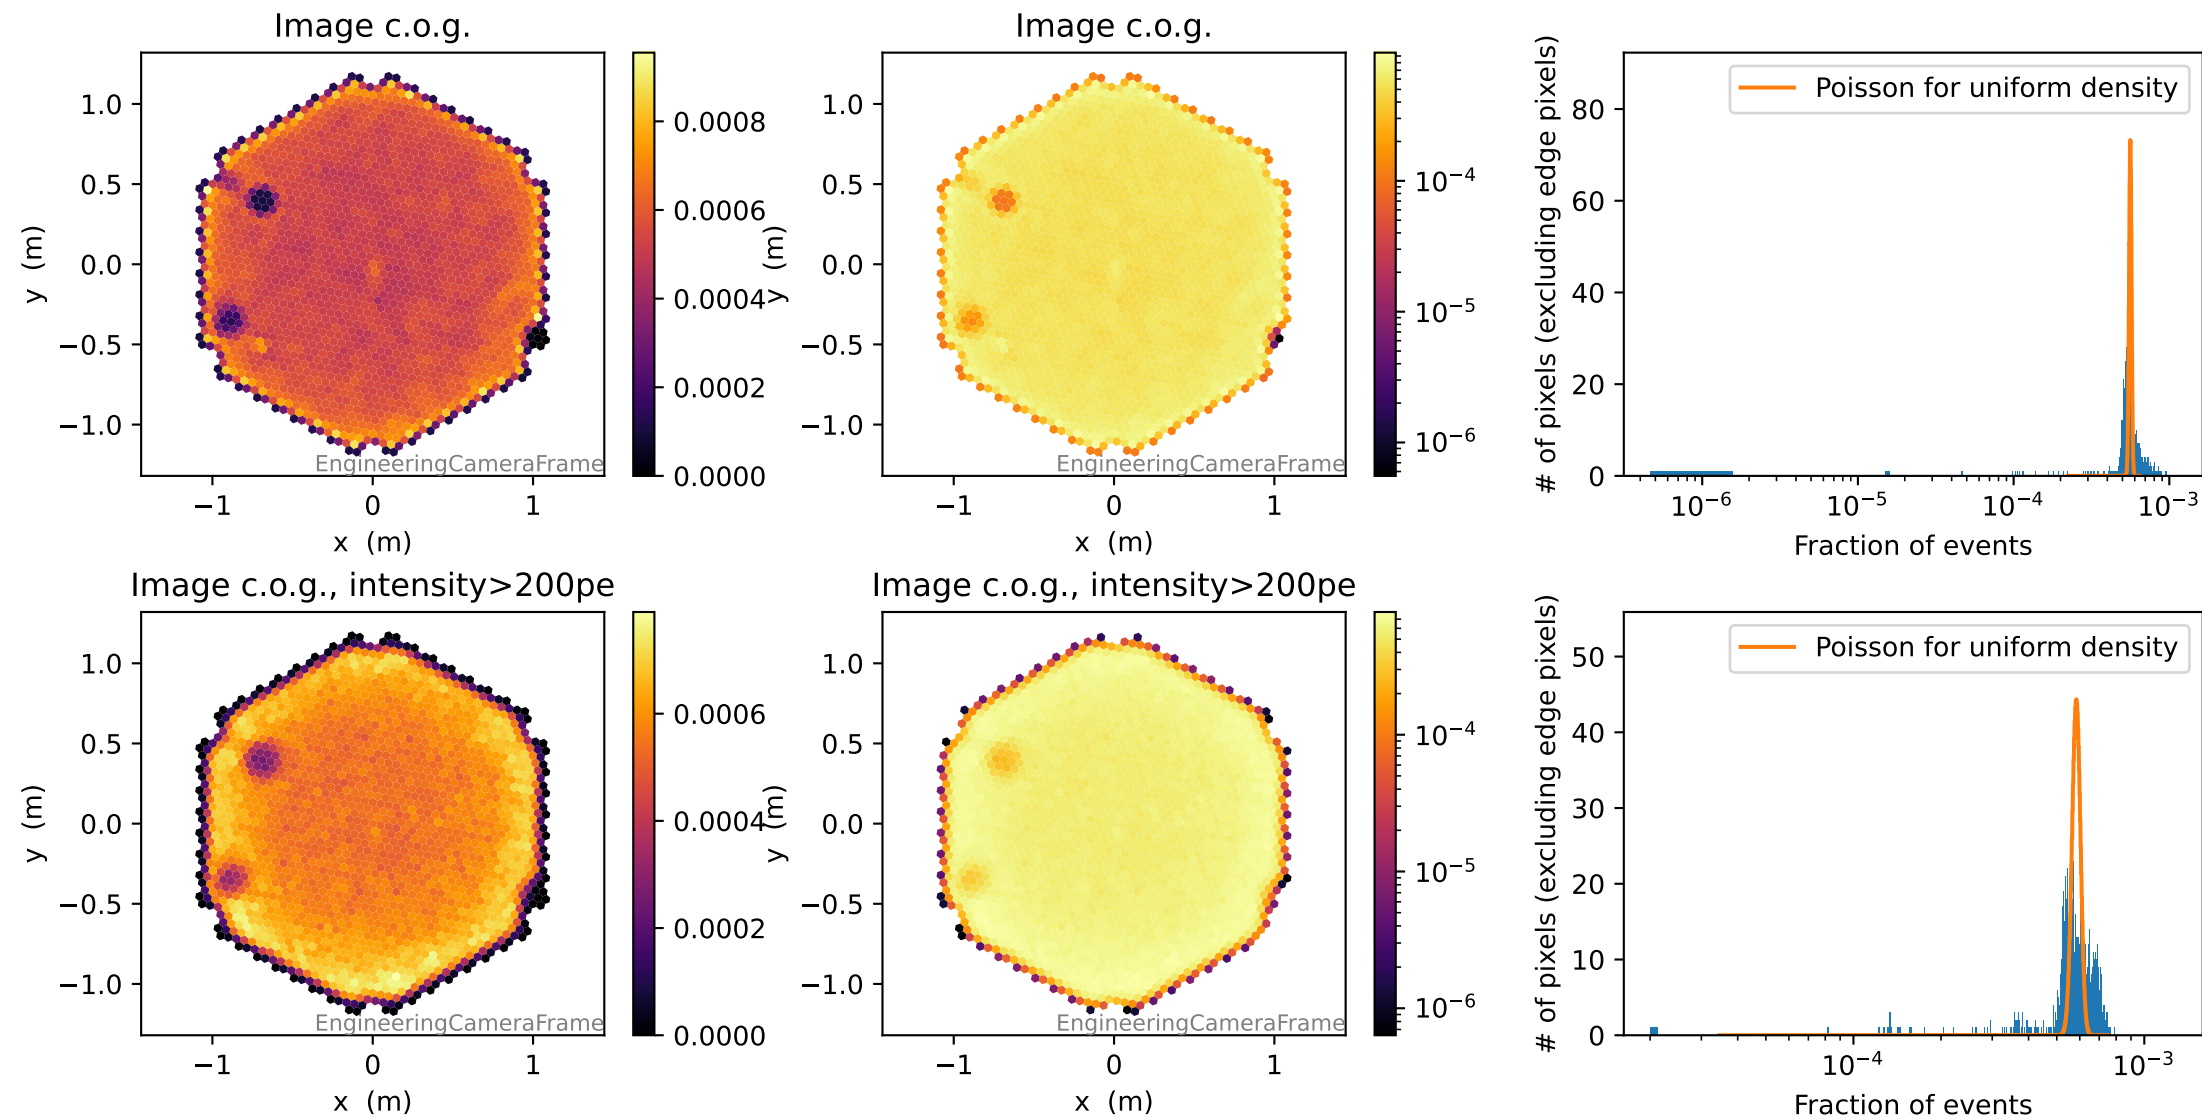 Image c.o.g.
1.0
0.5
0.0
−0.5
−1.0
y (m)
−1
0
1
x (m)
EngineeringCameraFrame
0.0008
0.0006
0.0004
0.0002
0.0000
Image c.o.g.
1.0
0.5
0.0
−0.5
−1.0
y (m)
−1
0
1
x (m)
EngineeringCameraFrame
10⁻⁴
10⁻⁵
10⁻⁶
Poisson for uniform density
# of pixels (excluding edge pixels)
80
60
40
20
0
10⁻⁶
10⁻⁵
10⁻⁴
10⁻³
Fraction of events
Image c.o.g., intensity>200pe
1.0
0.5
0.0
−0.5
−1.0
y (m)
−1
0
1
x (m)
EngineeringCameraFrame
0.0006
0.0004
0.0002
0.0000
Image c.o.g., intensity>200pe
1.0
0.5
0.0
−0.5
−1.0
y (m)
−1
0
1
x (m)
EngineeringCameraFrame
10⁻⁴
10⁻⁵
10⁻⁶
Poisson for uniform density
# of pixels (excluding edge pixels)
50
40
30
20
10
0
10⁻⁴
10⁻³
Fraction of events